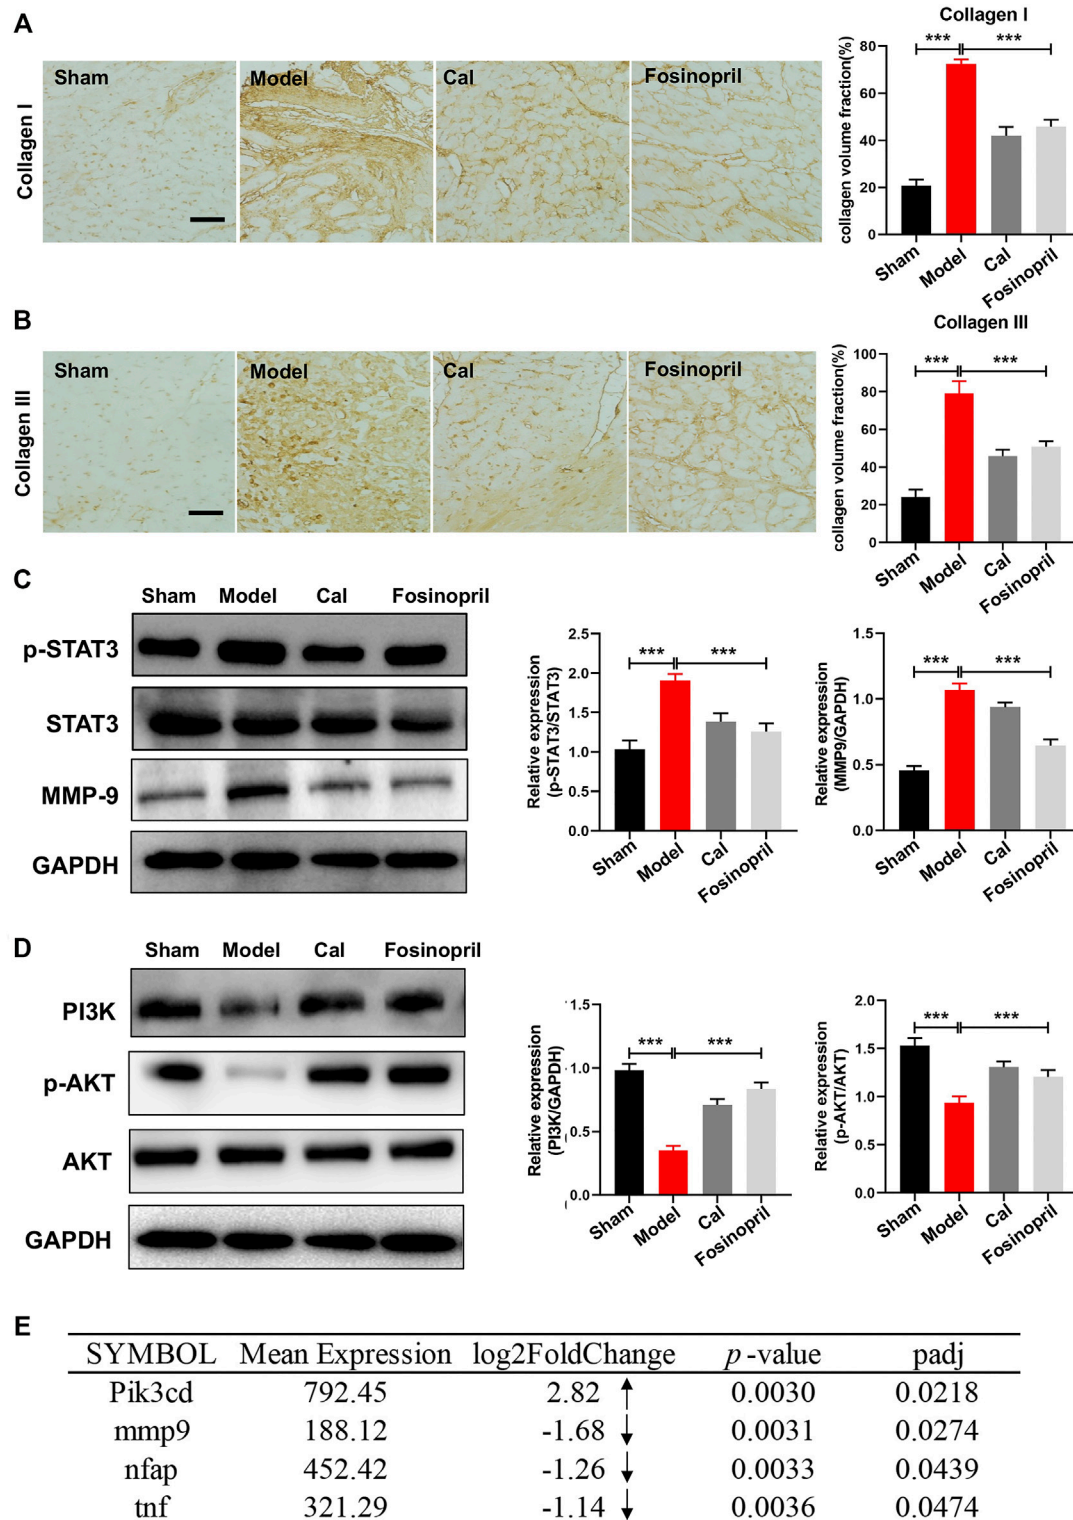 A
Collagen I
Sham
Model
Cal
Fosinopril
Collagen I
collagen volume fraction(%)
80
60
40
20
0
***
***
Sham
Model
Cal
Fosinopril
B
Collagen III
Sham
Model
Cal
Fosinopril
Collagen III
collagen volume fraction(%)
100
80
60
40
20
0
***
***
Sham
Model
Cal
Fosinopril
C
Sham Model Cal Fosinopril
p-STAT3
STAT3
MMP-9
GAPDH
Relative expression
(p-STAT3/STAT3)
2.5
2.0
1.5
1.0
0.5
0.0
***
***
Sham
Model
Cal
Fosinopril
Relative expression
(MMP9/GAPDH)
1.5
1.0
0.5
0.0
***
***
Sham
Model
Cal
Fosinopril
D
Sham Model Cal Fosinopril
PI3K
p-AKT
AKT
GAPDH
Relative expression
(PI3K/GAPDH)
1.5
1.0
0.5
0.0
***
***
Sham
Model
Cal
Fosinopril
Relative expression
(p-AKT/AKT)
2.0
1.5
1.0
0.5
0.0
***
***
Sham
Model
Cal
Fosinopril
E
SYMBOL Mean Expression log2FoldChange p-value padj
Pik3cd 792.45 2.82 ↑ 0.0030 0.0218
mmp9 188.12 -1.68 ↓ 0.0031 0.0274
nfap 452.42 -1.26 ↓ 0.0033 0.0439
tnf 321.29 -1.14 ↓ 0.0036 0.0474